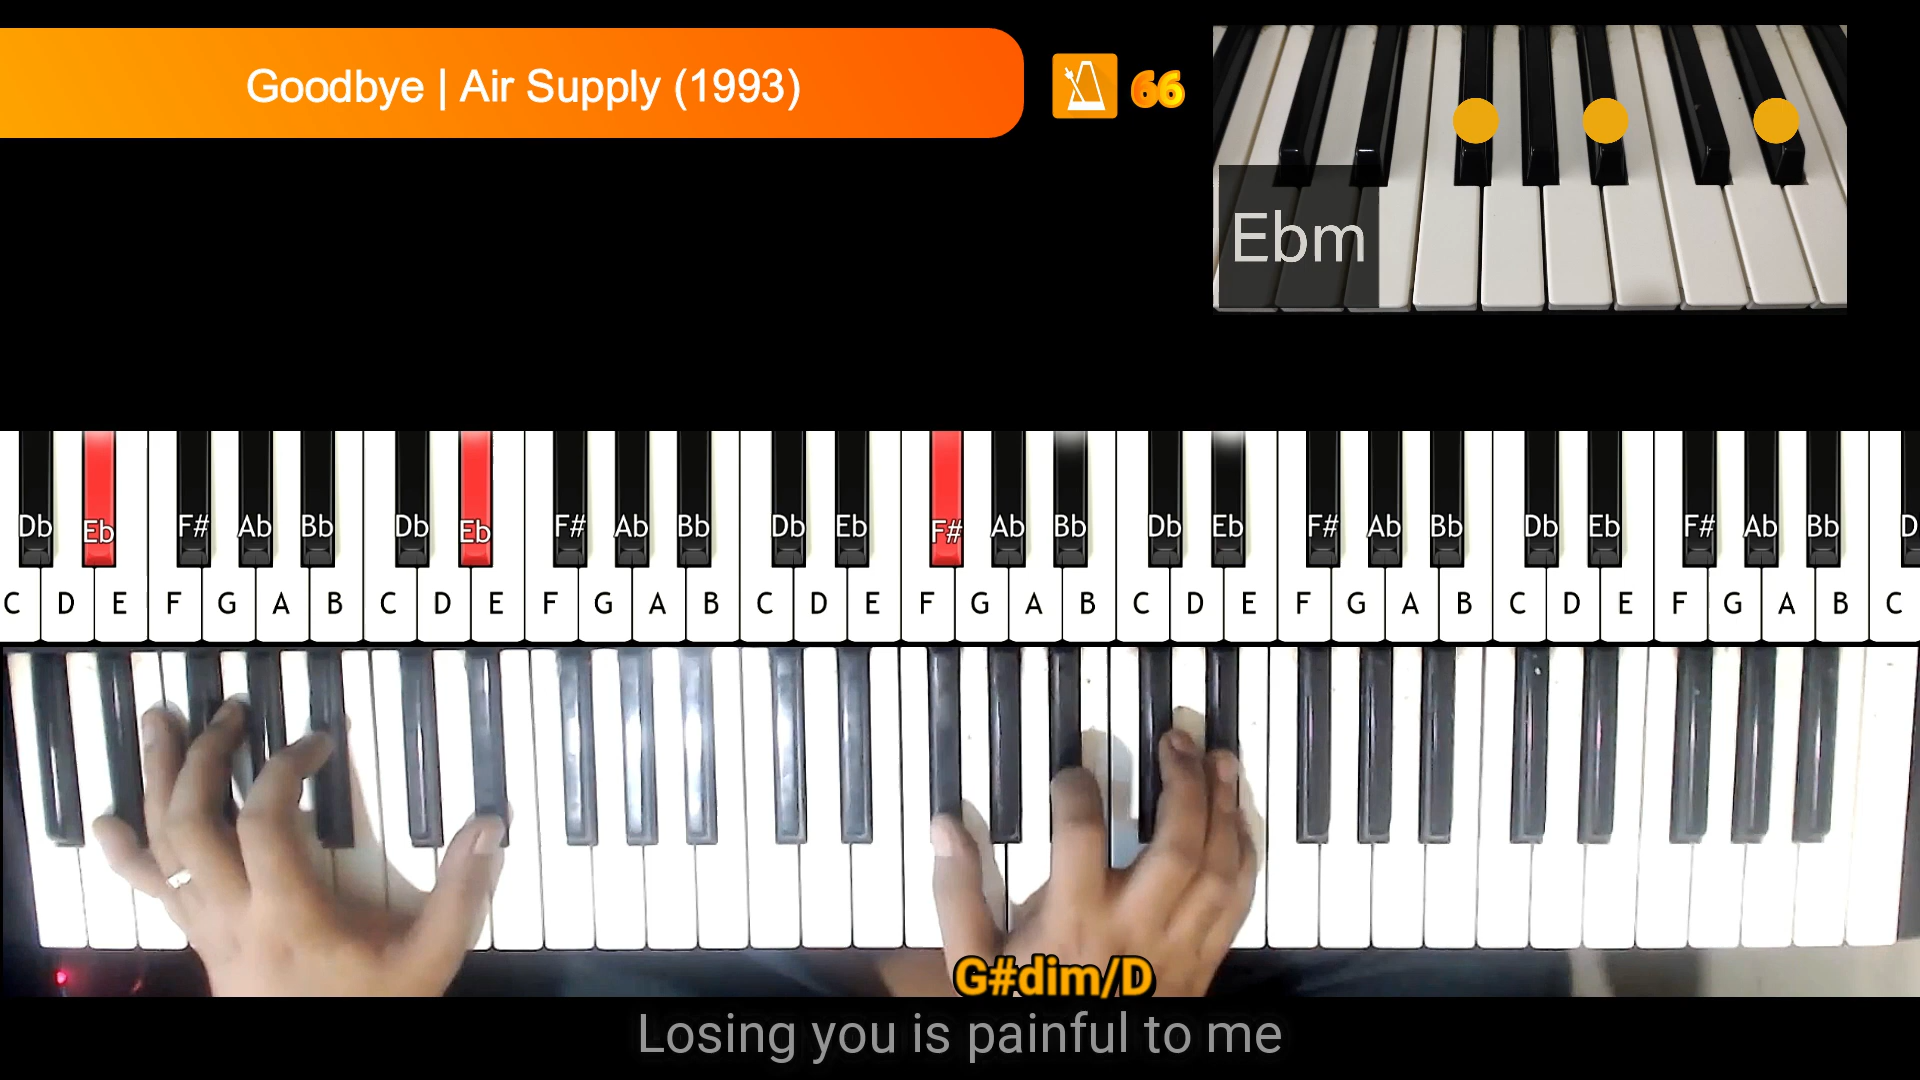 Goodbye | Air Supply (1993)
66
Ebm
Db Eb F# Ab Bb Db Eb F# Ab Bb Db Eb F# Ab Bb Db Eb F# Ab Bb Db Eb F# Ab Bb D
C D E F G A B C D E F G A B C D E F G A B C D E F G A B C D E F G A B C
G#dim/D
Losing you is painful to me